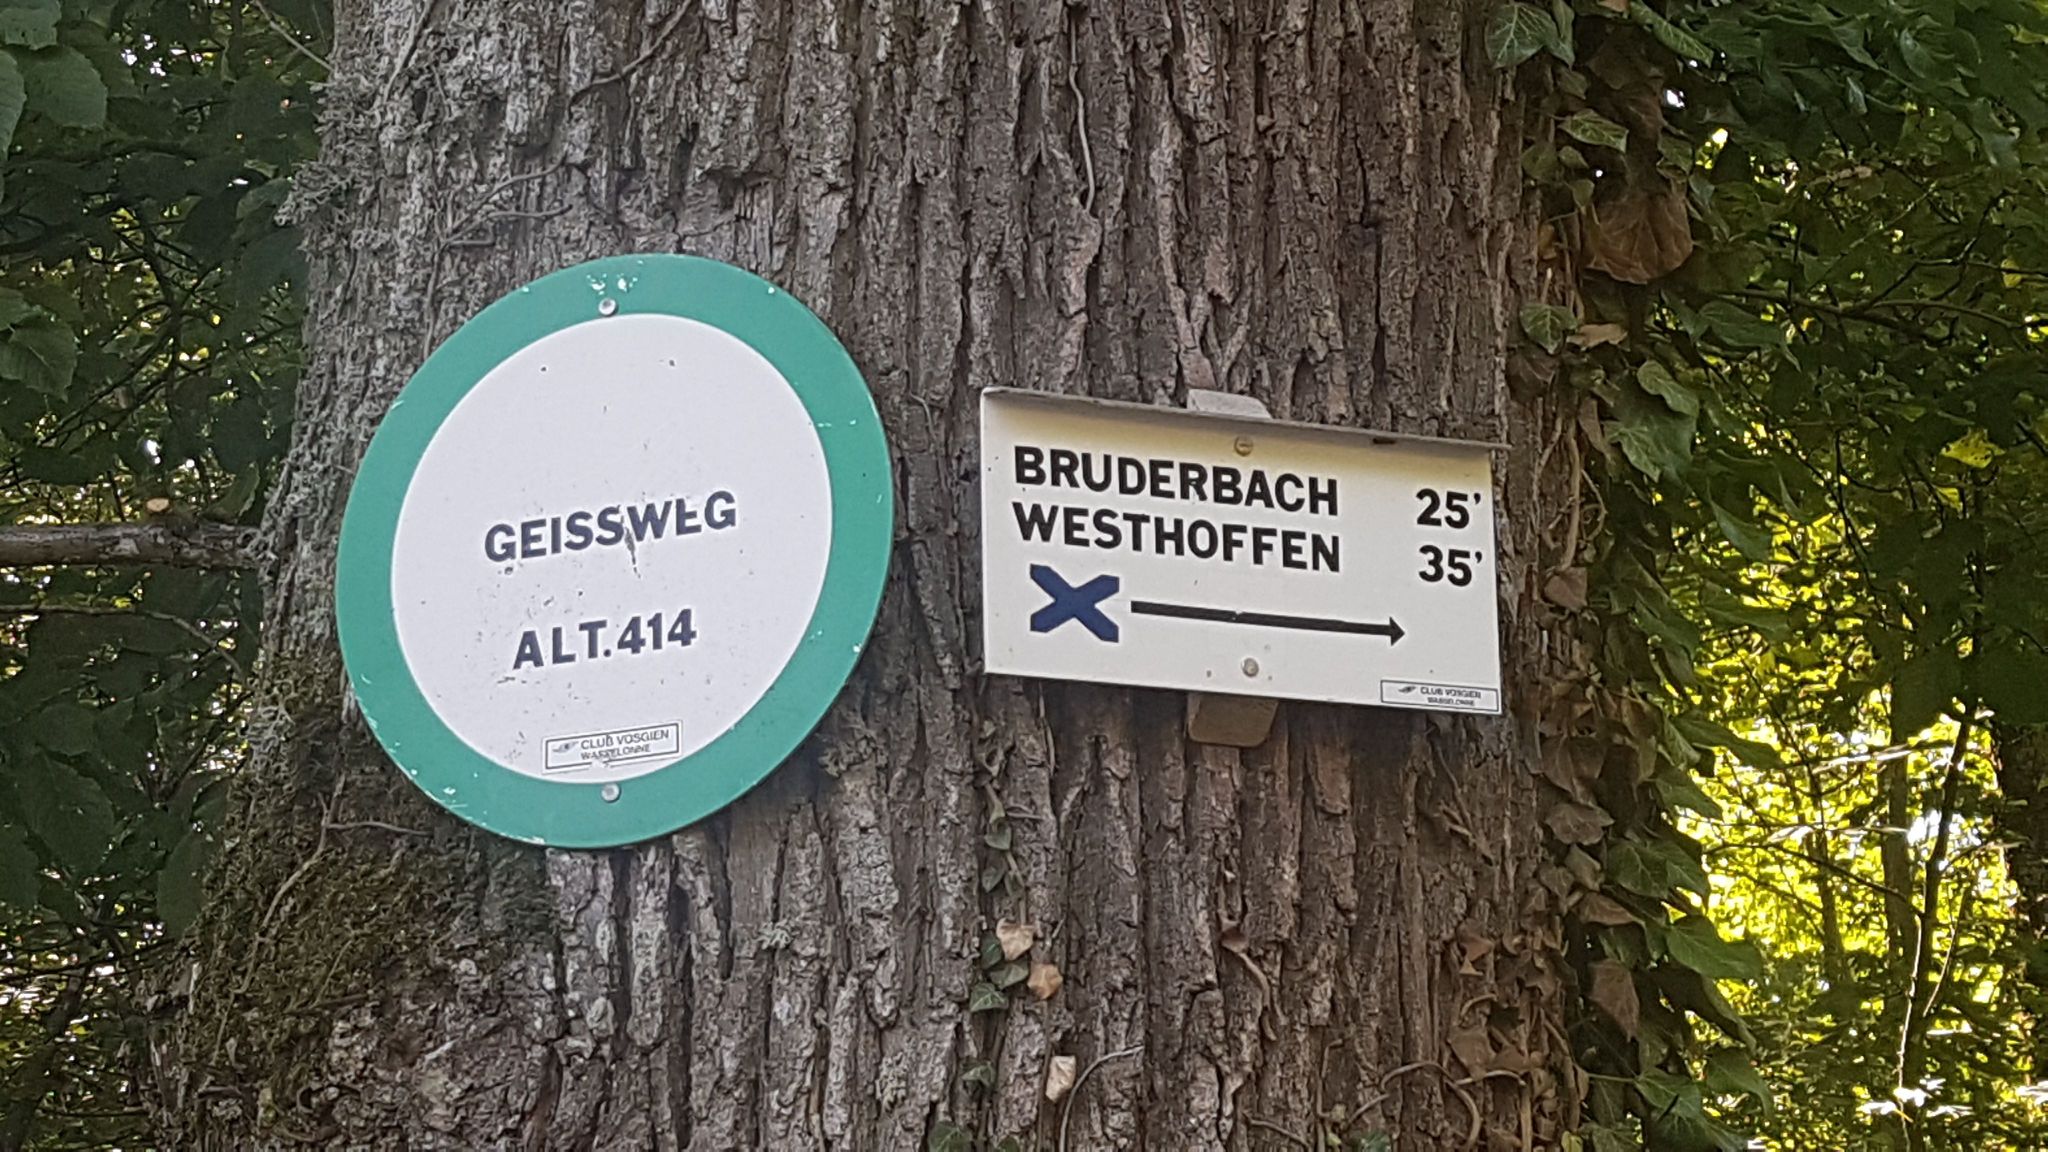 GEISSWEG
ALT.414
CLUB VOSGIEN
WASSELONNE
BRUDERBACH 25'
WESTHOFFEN 35'
CLUB VOSGIEN
WASSELONNE